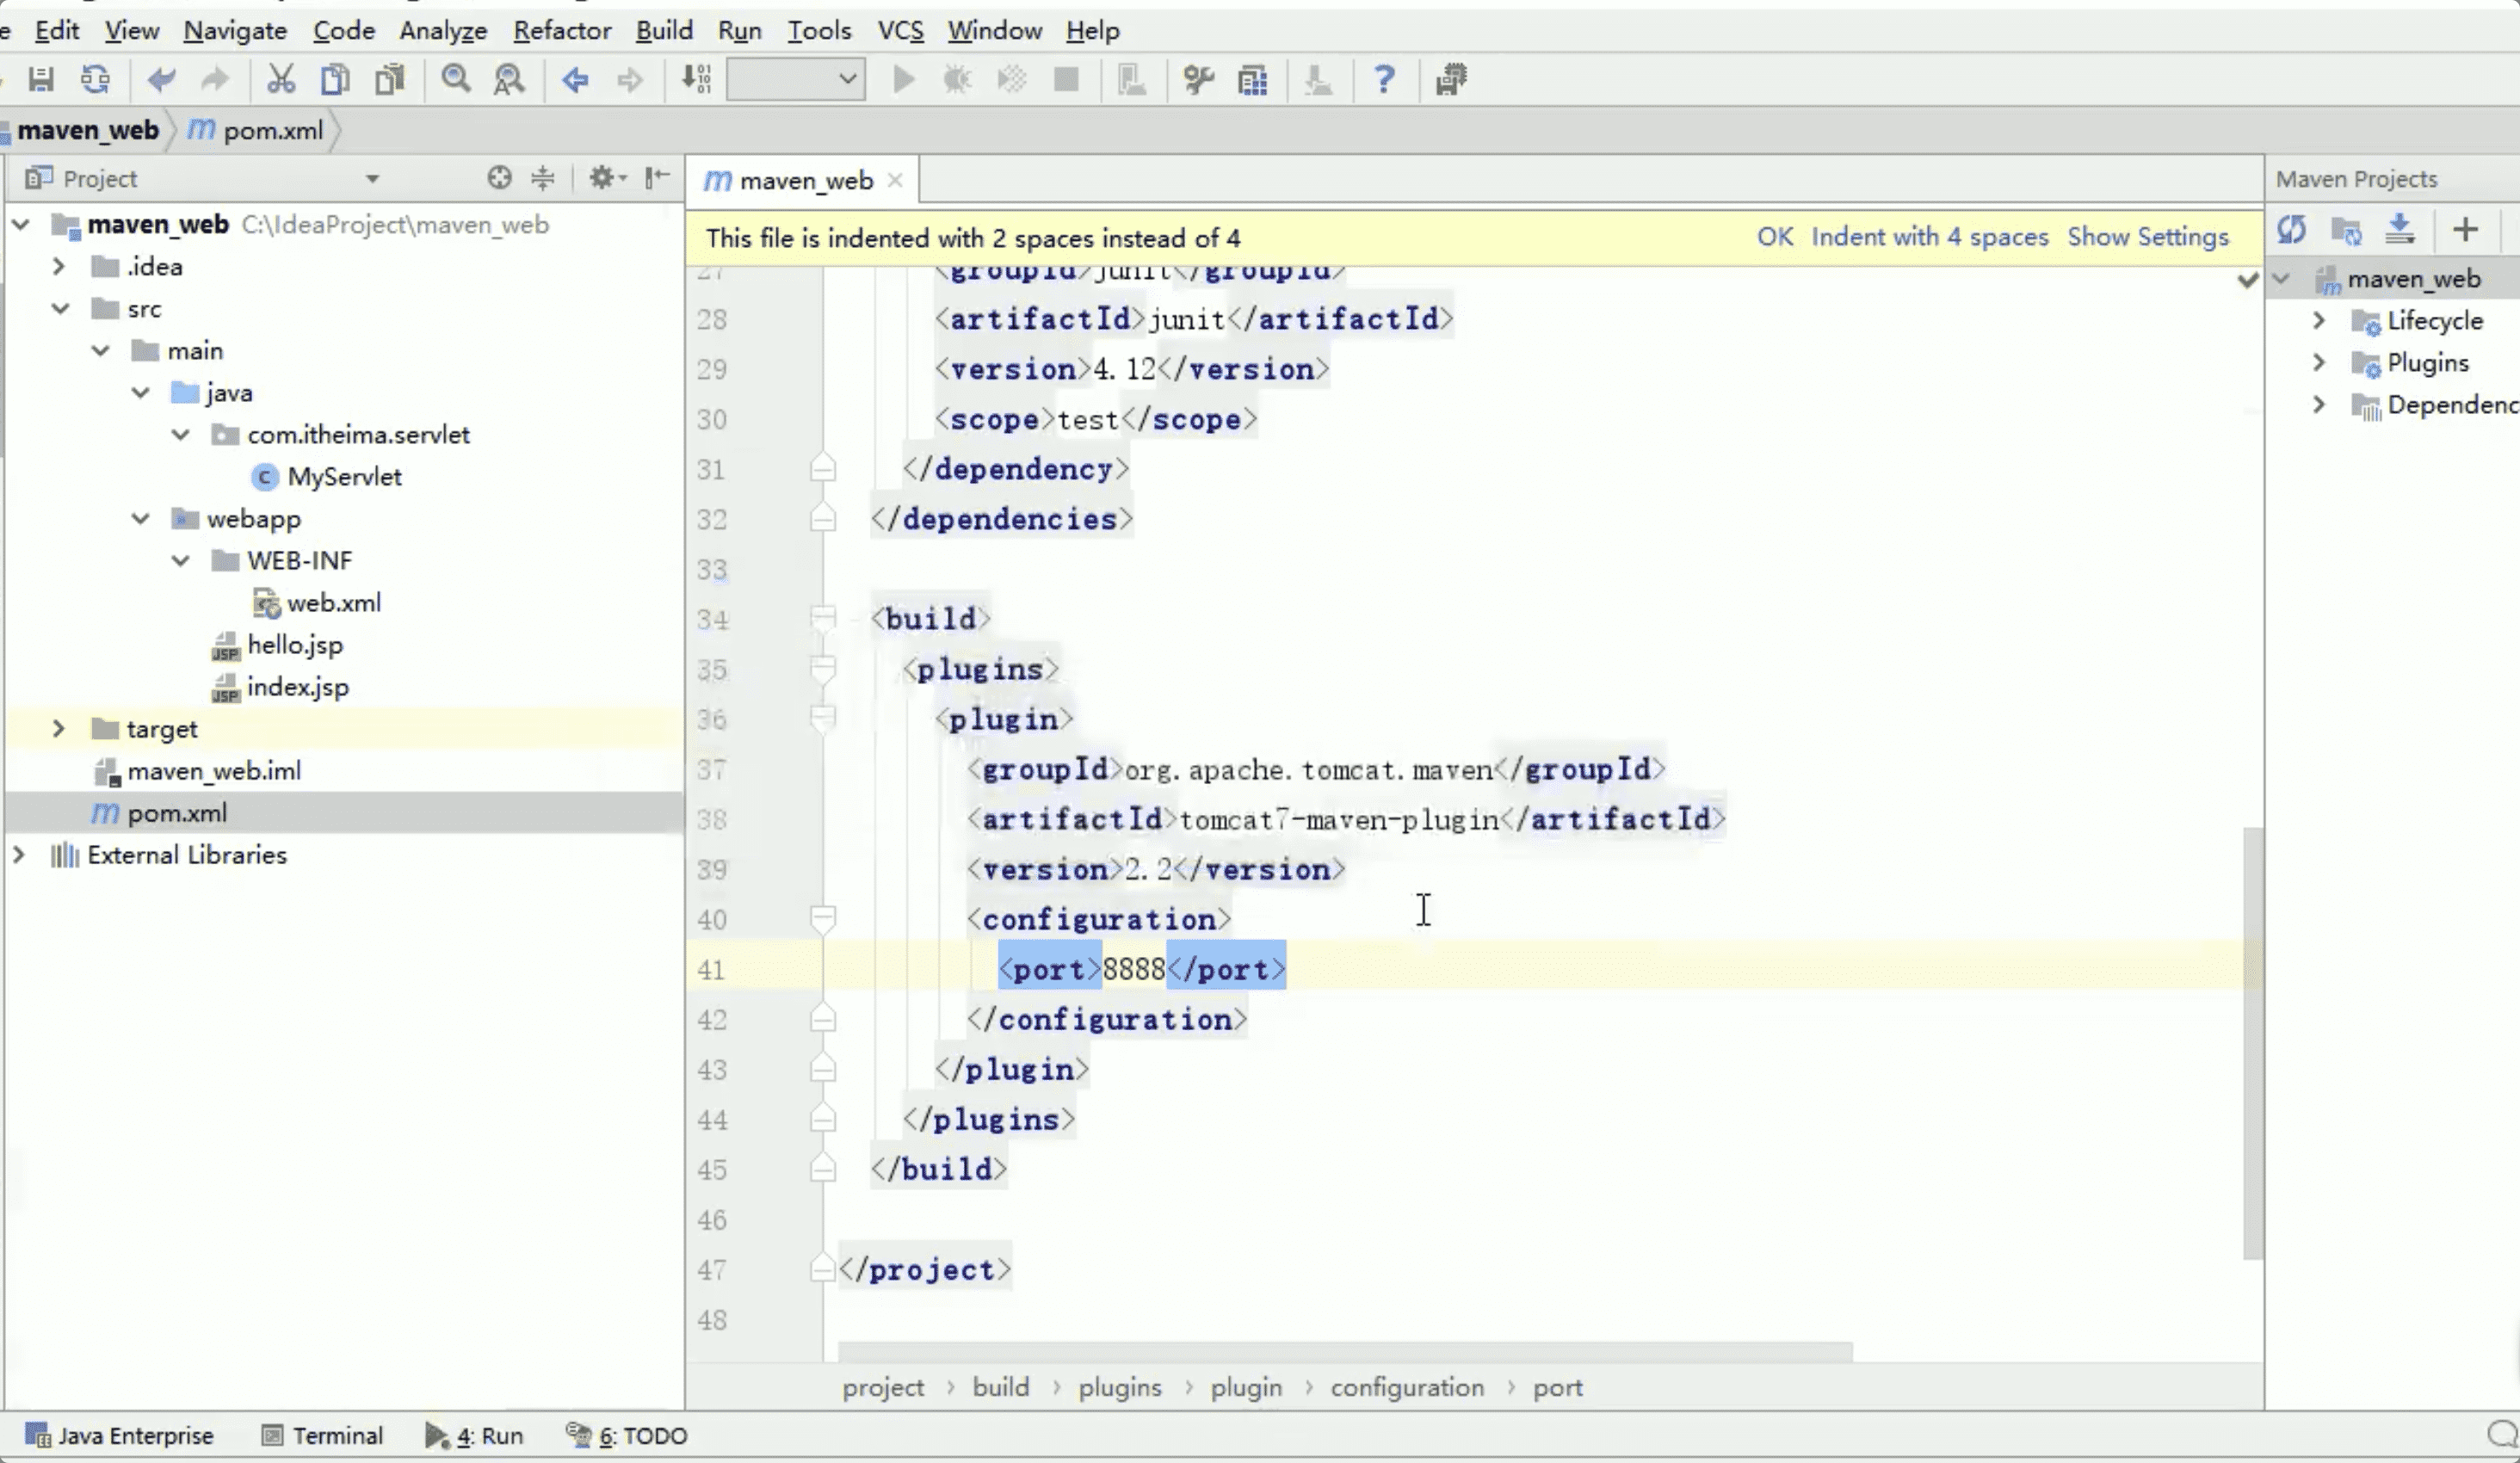 Edit View Navigate Code Analyze Refactor Build Run Tools VCS Window Help
maven_web pom.xml
Project
maven_web C:\IdeaProject\maven_web
.idea
src
main
java
com.itheima.servlet
MyServlet
webapp
WEB-INF
web.xml
hello.jsp
index.jsp
target
maven_web.iml
pom.xml
External Libraries
maven_web
This file is indented with 2 spaces instead of 4 OK Indent with 4 spaces Show Settings
27 <groupId>junit</groupId>
28 <artifactId>junit</artifactId>
29 <version>4.12</version>
30 <scope>test</scope>
31 </dependency>
32 </dependencies>
33
34 <build>
35 <plugins>
36 <plugin>
37 <groupId>org.apache.tomcat.maven</groupId>
38 <artifactId>tomcat7-maven-plugin</artifactId>
39 <version>2.2</version>
40 <configuration>
41 <port>8888</port>
42 </configuration>
43 </plugin>
44 </plugins>
45 </build>
46
47 </project>
48
project › build › plugins › plugin › configuration › port
Maven Projects
maven_web
Lifecycle
Plugins
Dependenc
Java Enterprise Terminal 4: Run 6: TODO